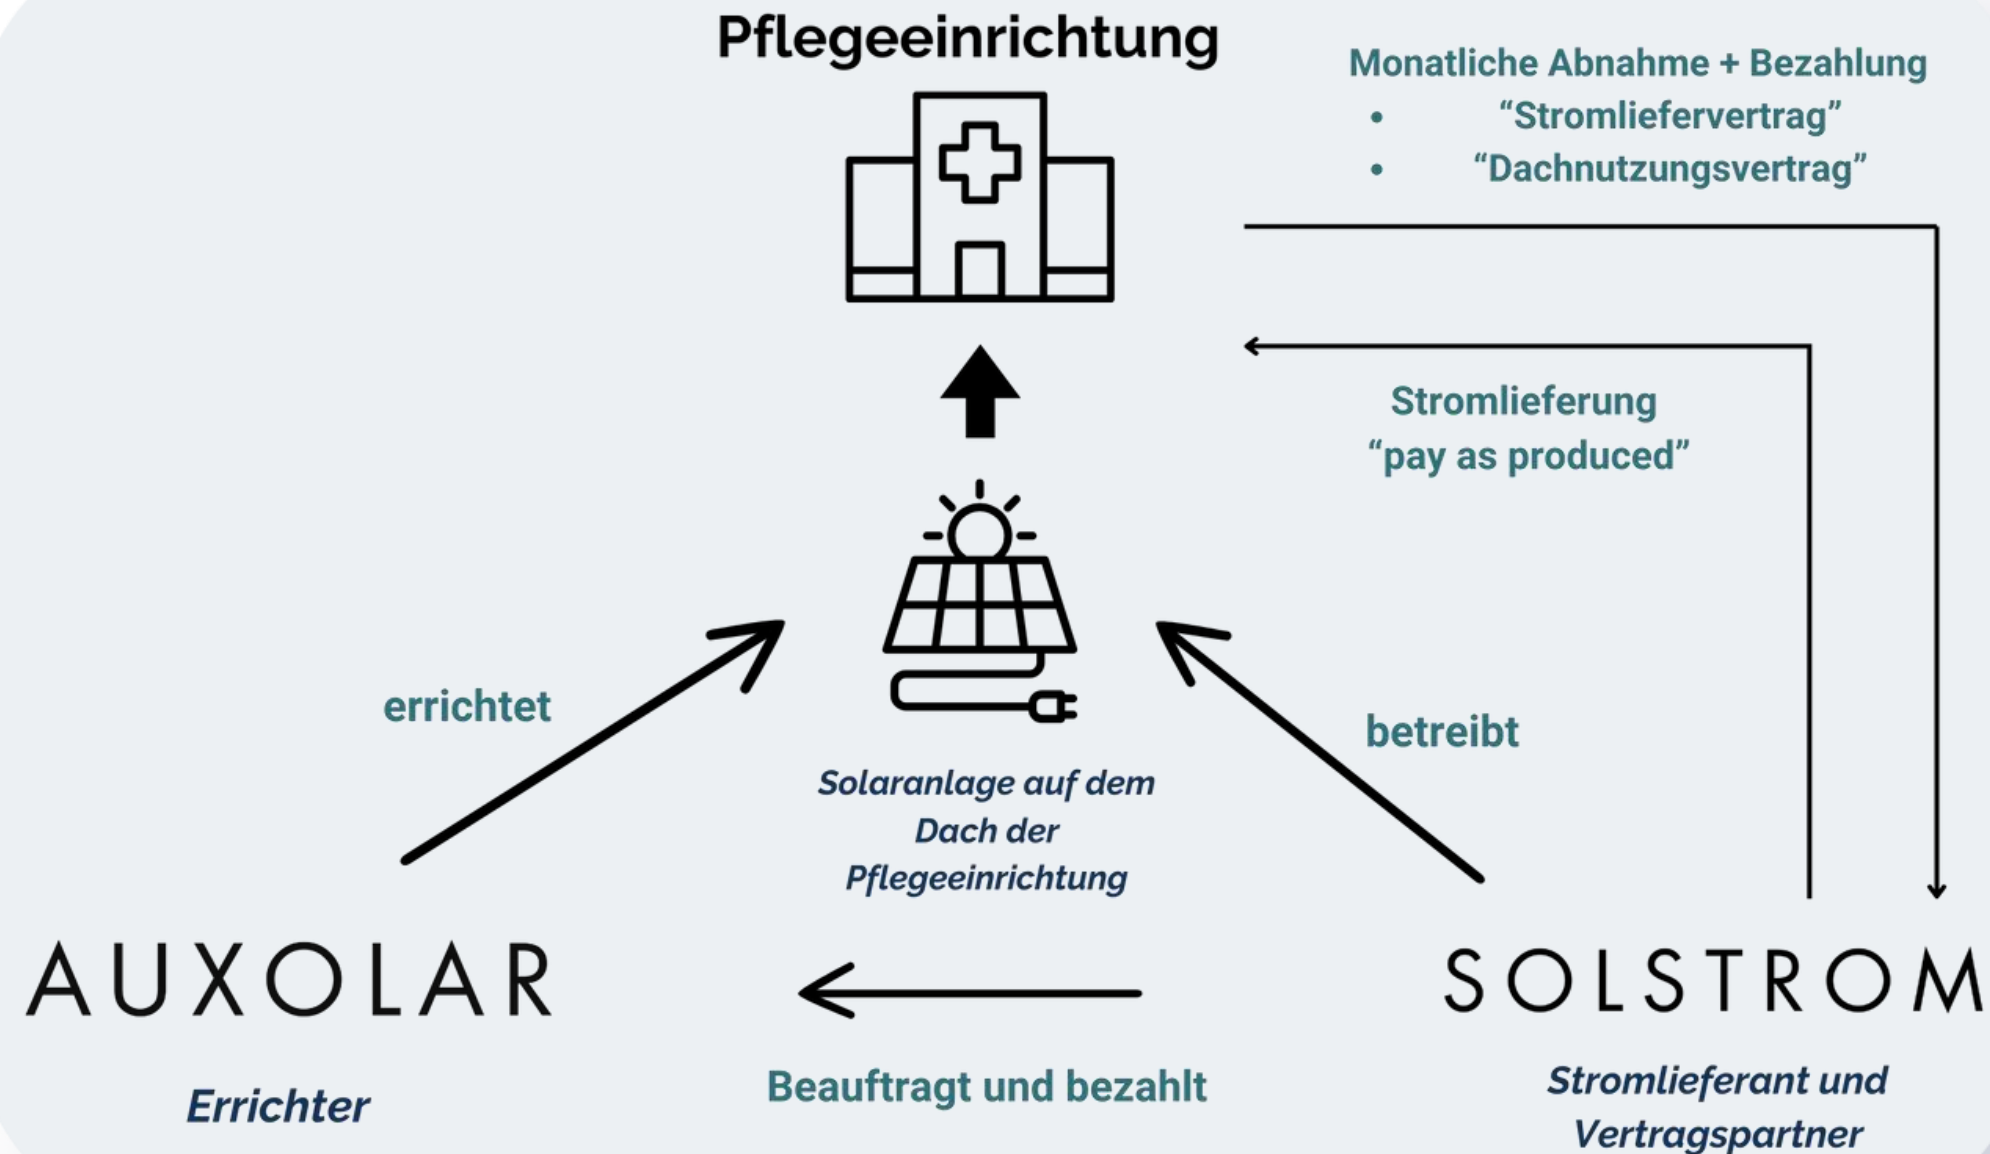 Pflegeeinrichtung
Monatliche Abnahme + Bezahlung
• “Stromliefervertrag”
• “Dachnutzungsvertrag”
Stromlieferung
“pay as produced”
errichtet
betreibt
Solaranlage auf dem
Dach der
Pflegeeinrichtung
AUXOLAR
SOLSTROM
Errichter
Beauftragt und bezahlt
Stromlieferant und
Vertragspartner